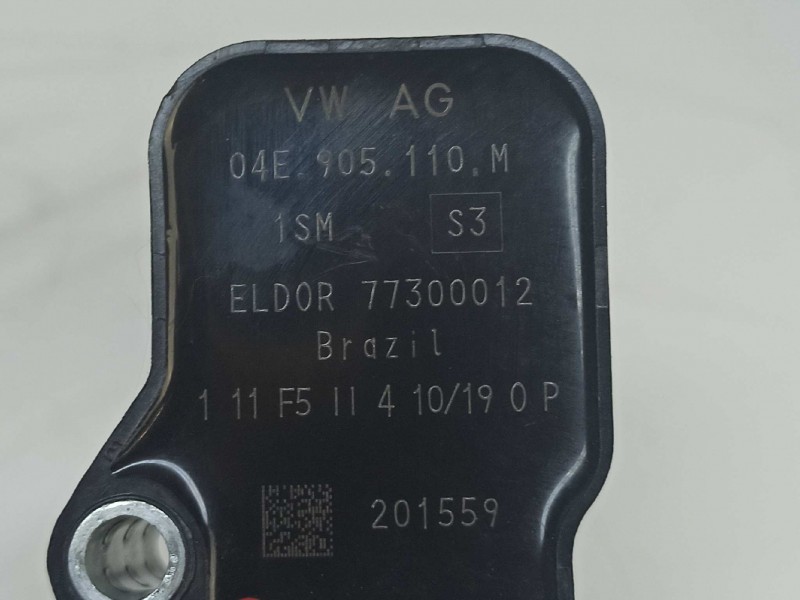 VW AG
04E.905.110.M
1SM S3
ELDOR 77300012
Brazil
1 11 F5 II 4 10/19 0 P
201559